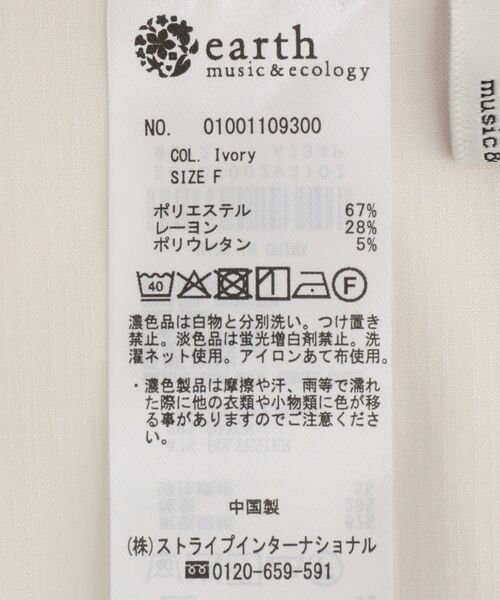 earth
music&ecology
music&
NO. 01001109300
COL. Ivory
SIZE F
ポリエステル 67%
レーヨン 28%
ポリウレタン 5%
40
F
濃色品は白物と分別洗い。つけ置き
禁止。淡色品は蛍光増白剤禁止。洗
濯ネット使用。アイロンあて布使用。
・濃色製品は摩擦や汗、雨等で濡れ
た際に他の衣類や小物類に色が移
る事がありますのでご注意くださ
い。
中国製
(株)ストライプインターナショナル
0120-659-591